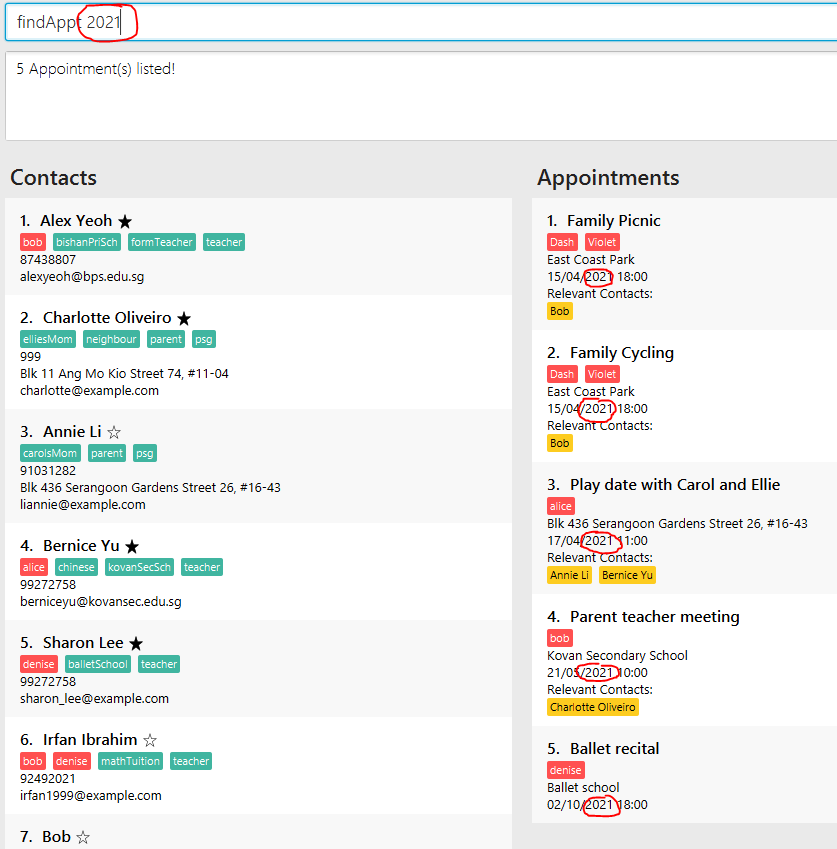 findAppt 2021
5 Appointment(s) listed!
Contacts
1. Alex Yeoh ★
bob bishanPriSch formTeacher teacher
87438807
alexyeoh@bps.edu.sg
2. Charlotte Oliveiro ★
elliesMom neighbour parent psg
999
Blk 11 Ang Mo Kio Street 74, #11-04
charlotte@example.com
3. Annie Li ☆
carolsMom parent psg
91031282
Blk 436 Serangoon Gardens Street 26, #16-43
liannie@example.com
4. Bernice Yu ★
alice chinese kovanSecSch teacher
99272758
berniceyu@kovansec.edu.sg
5. Sharon Lee ★
denise balletSchool teacher
99272758
sharon_lee@example.com
6. Irfan Ibrahim ☆
bob denise mathTuition teacher
92492021
irfan1999@example.com
7. Bob ☆
Appointments
1. Family Picnic
Dash Violet
East Coast Park
15/04/2021 18:00
Relevant Contacts:
Bob
2. Family Cycling
Dash Violet
East Coast Park
15/04/2021 18:00
Relevant Contacts:
Bob
3. Play date with Carol and Ellie
alice
Blk 436 Serangoon Gardens Street 26, #16-43
17/04/2021 11:00
Relevant Contacts:
Annie Li Bernice Yu
4. Parent teacher meeting
bob
Kovan Secondary School
21/05/2021 10:00
Relevant Contacts:
Charlotte Oliveiro
5. Ballet recital
denise
Ballet school
02/10/2021 18:00